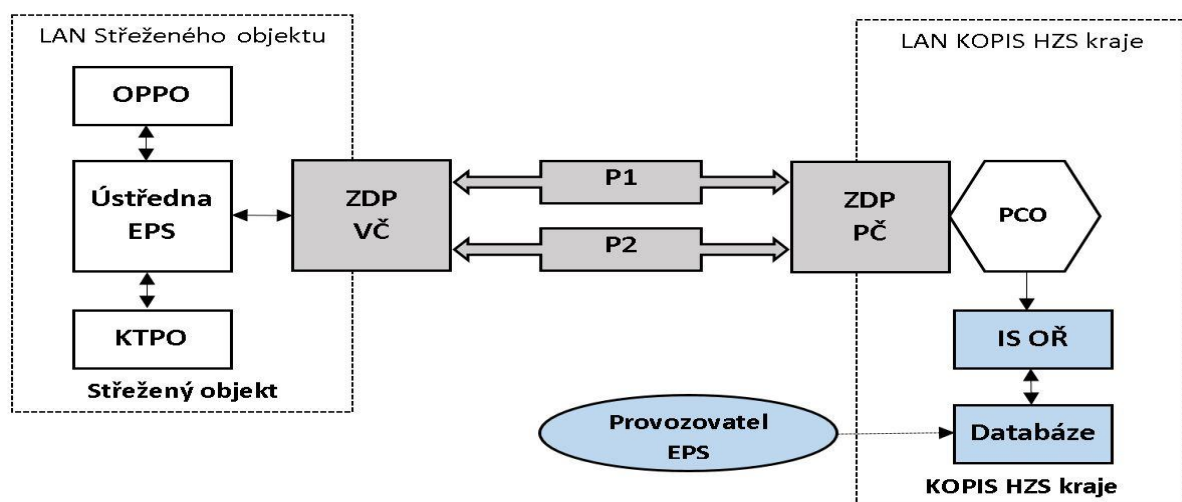 LAN Střeženého objektu
OPPO
Ústředna
EPS
KTPO
Střežený objekt
ZDP
VČ
P1
P2
LAN KOPIS HZS kraje
ZDP
PČ
PCO
IS OŘ
Databáze
KOPIS HZS kraje
Provozovatel
EPS